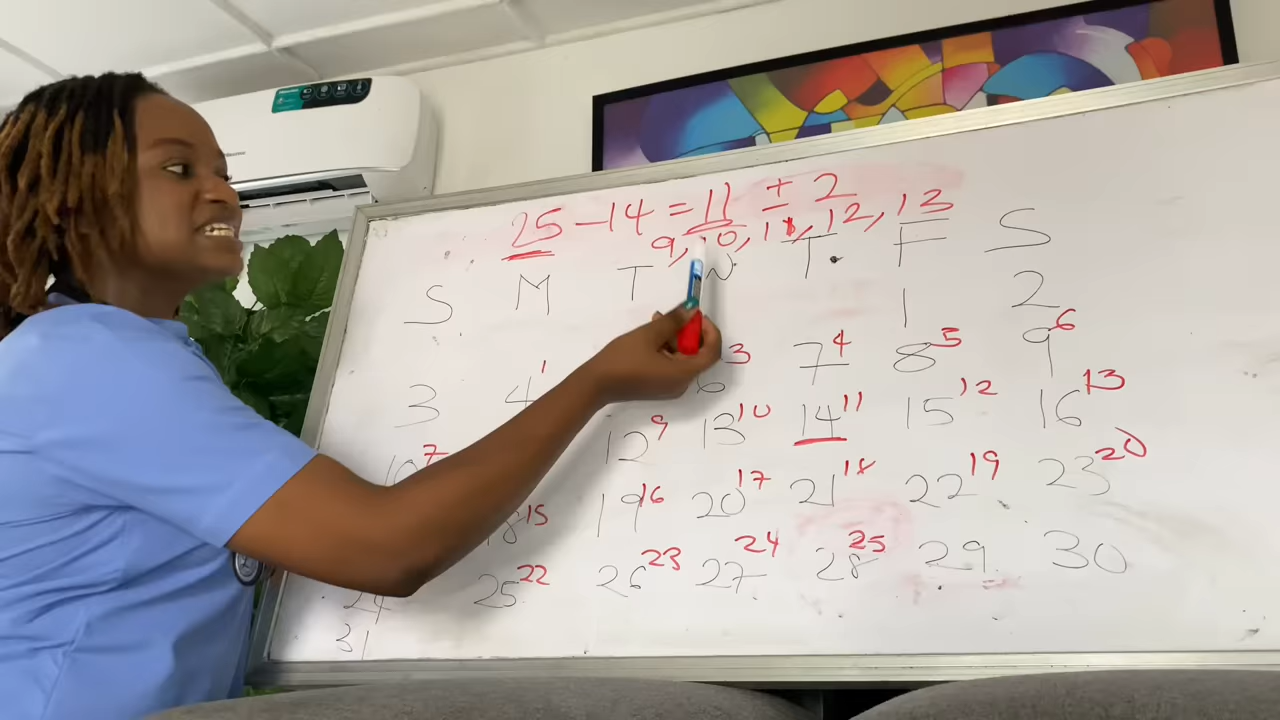 25 - 14 = 11 ± 2
9, 10, 11, 12, 13
S M T W T F S
1 2
3 4 1 6 3 7 4 8 5 9 6
10 7 12 9 13 10 14 11 15 12 16 13
18 15 19 16 20 17 21 18 22 19 23 20
24 25 22 26 23 27 24 28 25 29 30
31